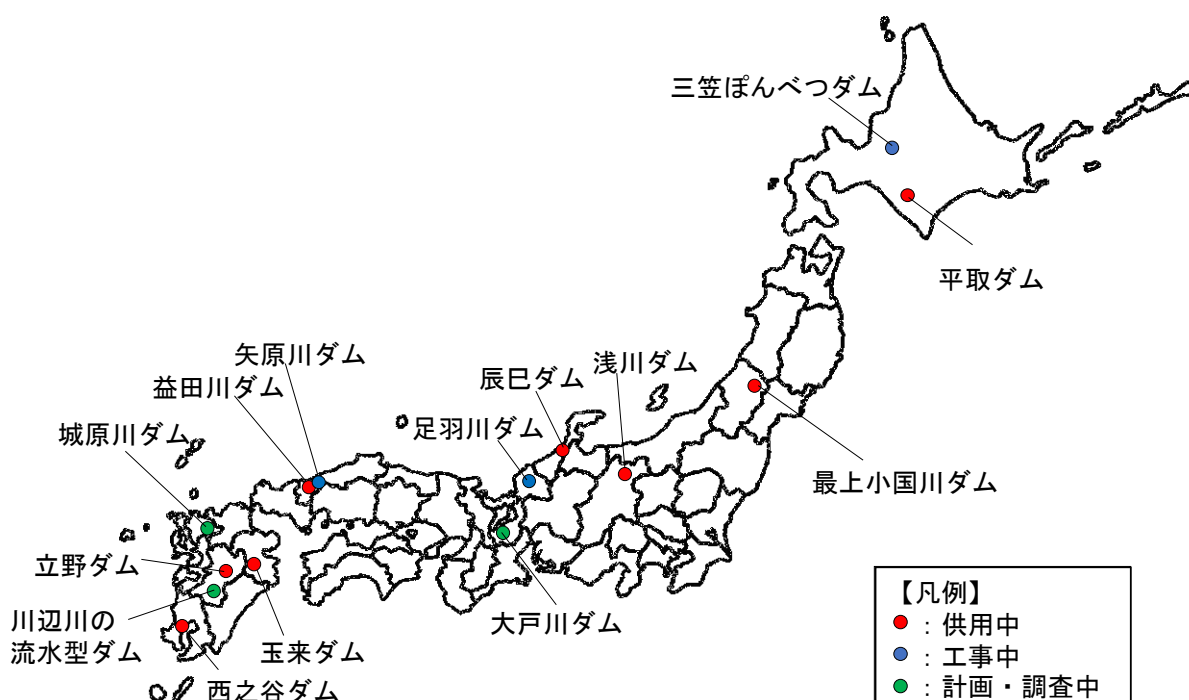 三笠ぽんべつダム
平取ダム
矢原川ダム
益田川ダム
辰巳ダム
浅川ダム
城原川ダム
足羽川ダム
最上小国川ダム
立野ダム
川辺川の
流水型ダム
玉来ダム
西之谷ダム
大戸川ダム
【凡例】
：供用中
：工事中
：計画・調査中